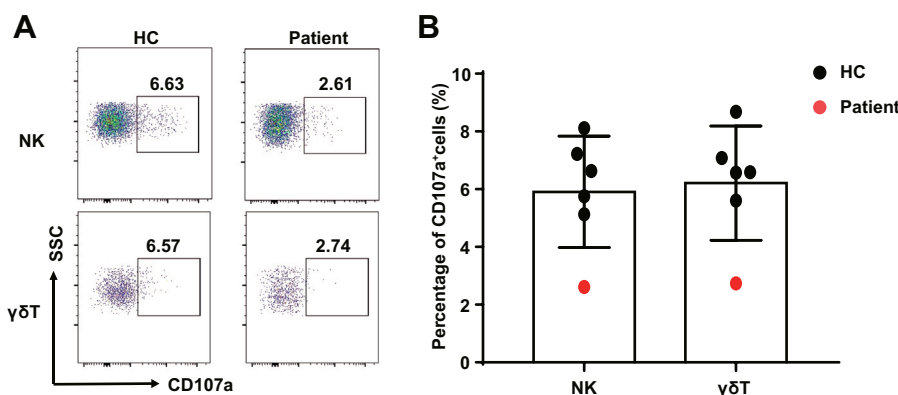 A
HC
Patient
NK
6.63
2.61
γδT
6.57
2.74
SSC
CD107a
B
Percentage of CD107a⁺cells (%)
10
8
6
4
2
0
NK
γδT
HC
Patient